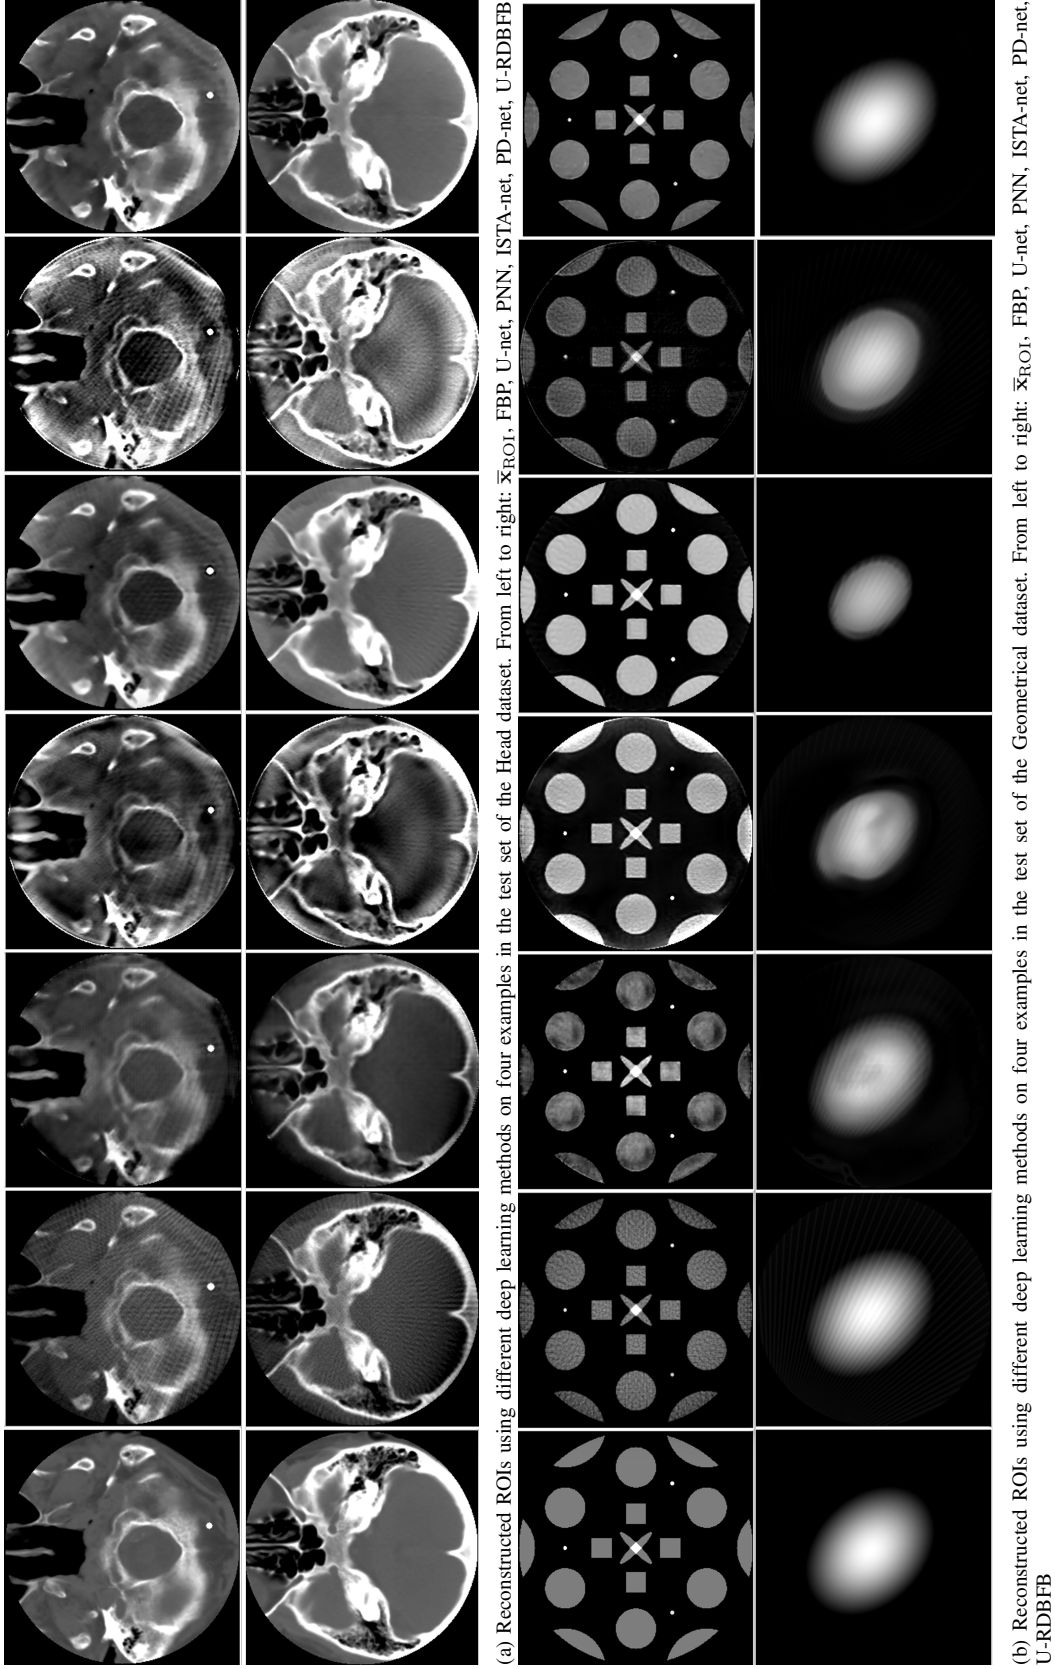 (a) Reconstructed ROIs using different deep learning methods on four examples in the test set of the Head dataset. From left to right: x̅ROI, FBP, U-net, PNN, ISTA-net, PD-net, U-RDBFB
(b) Reconstructed ROIs using different deep learning methods on four examples in the test set of the Geometrical dataset. From left to right: x̅ROI, FBP, U-net, PNN, ISTA-net, PD-net,
U-RDBFB